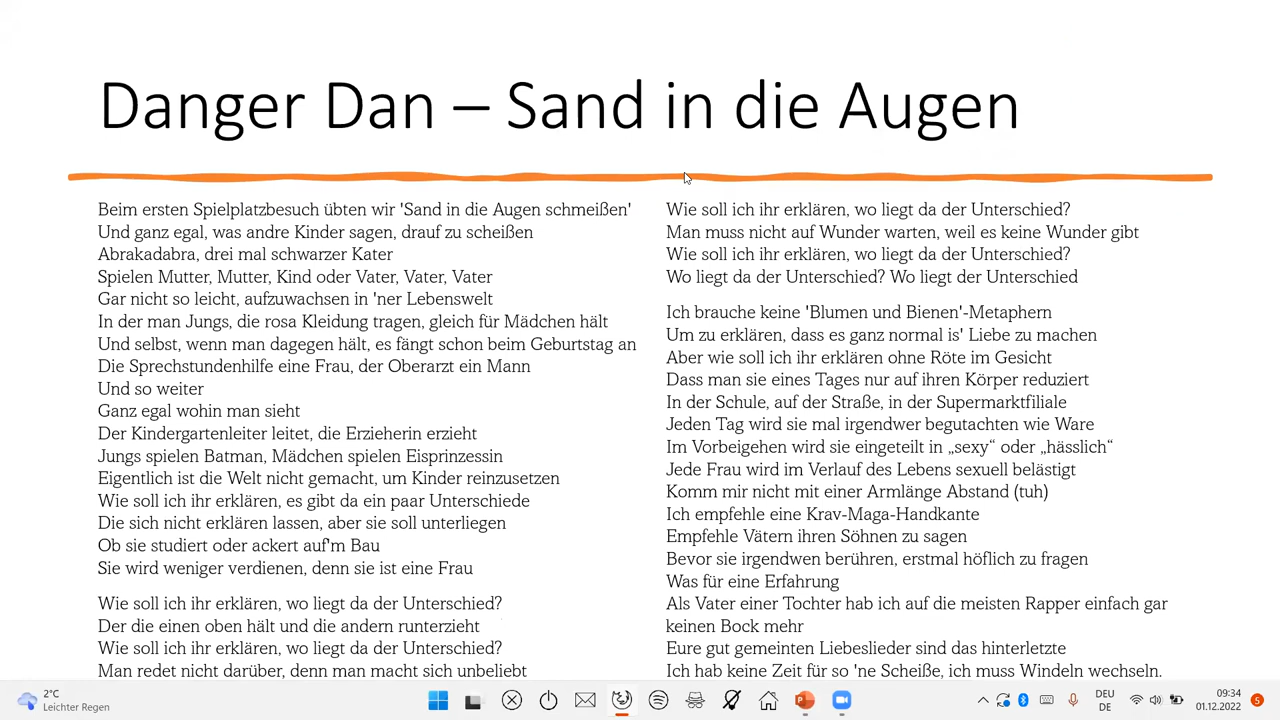 Danger Dan – Sand in die Augen
Beim ersten Spielplatzbesuch übten wir 'Sand in die Augen schmeißen'
Und ganz egal, was andre Kinder sagen, drauf zu scheißen
Abrakadabra, drei mal schwarzer Kater
Spielen Mutter, Mutter, Kind oder Vater, Vater, Vater
Gar nicht so leicht, aufzuwachsen in 'ner Lebenswelt
In der man Jungs, die rosa Kleidung tragen, gleich für Mädchen hält
Und selbst, wenn man dagegen hält, es fängt schon beim Geburtstag an
Die Sprechstundenhilfe eine Frau, der Oberarzt ein Mann
Und so weiter
Ganz egal wohin man sieht
Der Kindergartenleiter leitet, die Erzieherin erzieht
Jungs spielen Batman, Mädchen spielen Eisprinzessin
Eigentlich ist die Welt nicht gemacht, um Kinder reinzusetzen
Wie soll ich ihr erklären, es gibt da ein paar Unterschiede
Die sich nicht erklären lassen, aber sie soll unterliegen
Ob sie studiert oder ackert auf'm Bau
Sie wird weniger verdienen, denn sie ist eine Frau
Wie soll ich ihr erklären, wo liegt da der Unterschied?
Der die einen oben hält und die andern runterzieht
Wie soll ich ihr erklären, wo liegt da der Unterschied?
Man redet nicht darüber, denn man macht sich unbeliebt
Wie soll ich ihr erklären, wo liegt da der Unterschied?
Man muss nicht auf Wunder warten, weil es keine Wunder gibt
Wie soll ich ihr erklären, wo liegt da der Unterschied?
Wo liegt da der Unterschied? Wo liegt der Unterschied
Ich brauche keine 'Blumen und Bienen'-Metaphern
Um zu erklären, dass es ganz normal is' Liebe zu machen
Aber wie soll ich ihr erklären ohne Röte im Gesicht
Dass man sie eines Tages nur auf ihren Körper reduziert
In der Schule, auf der Straße, in der Supermarktfiliale
Jeden Tag wird sie mal irgendwer begutachten wie Ware
Im Vorbeigehen wird sie eingeteilt in „sexy“ oder „hässlich“
Jede Frau wird im Verlauf des Lebens sexuell belästigt
Komm mir nicht mit einer Armlänge Abstand (tuh)
Ich empfehle eine Krav-Maga-Handkante
Empfehle Vätern ihren Söhnen zu sagen
Bevor sie irgendwen berühren, erstmal höflich zu fragen
Was für eine Erfahrung
Als Vater einer Tochter hab ich auf die meisten Rapper einfach gar
keinen Bock mehr
Eure gut gemeinten Liebeslieder sind das hinterletzte
Ich hab keine Zeit für so 'ne Scheiße, ich muss Windeln wechseln.
2°C
Leichter Regen
DEU
DE
09:34
01.12.2022
5